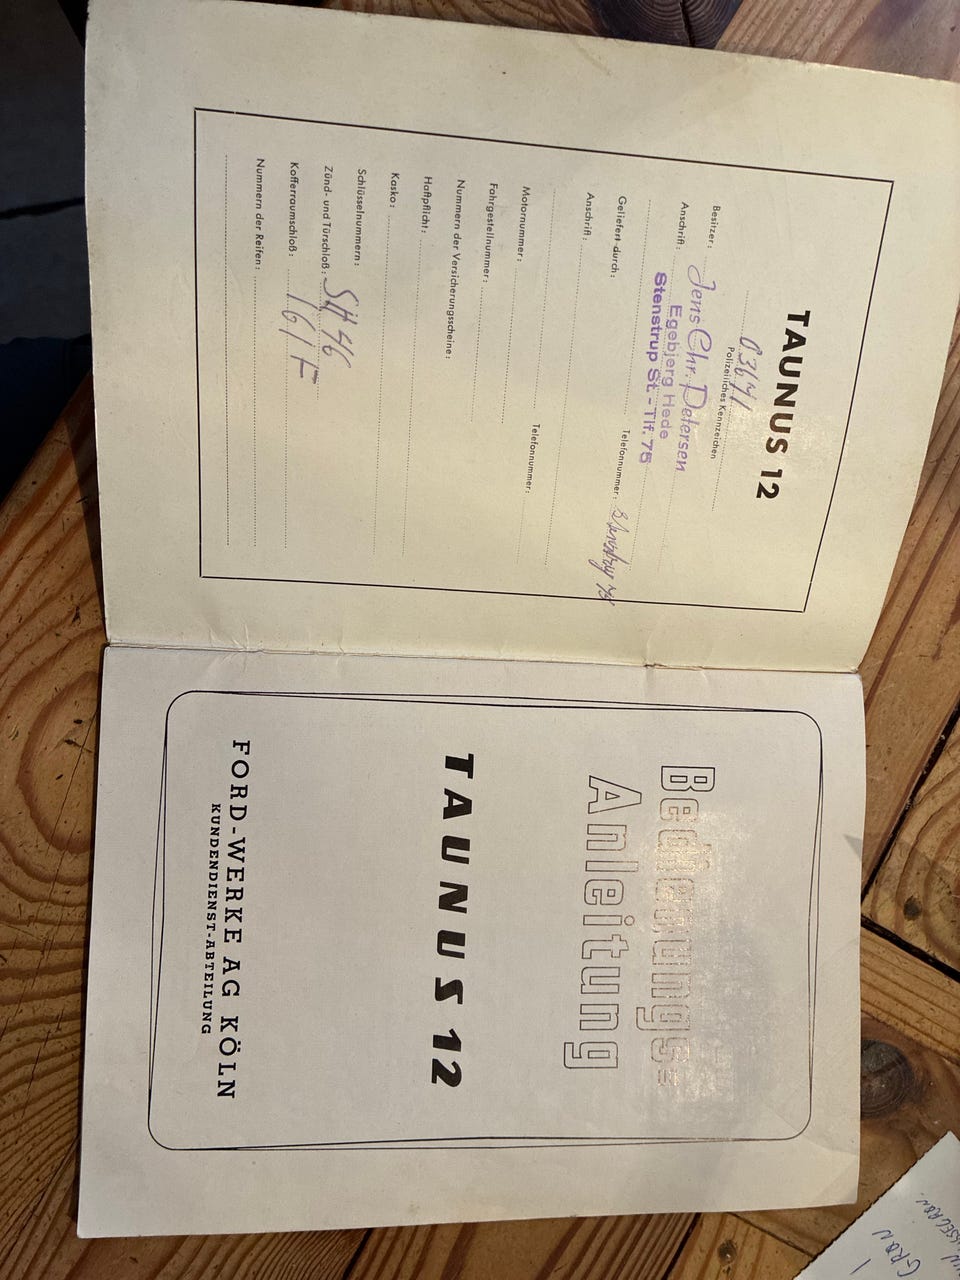 TAUNUS 12
Polizeiliches Kennzeichen
Besitzer: Jens Chr. Petersen
Anschrift: Egebjerg Hede
Stenstrup St. - Tlf. 75
Geliefert durch: Telefonnummer:
Anschrift:
Telefonnummer:
Motornummer:
Fahrgestellnummer:
Nummern der Versicherungsscheine:
Haftpflicht:
Kasko:
Schlüsselnummern:
Zünd- und Türschloß: SH 46
Kofferraumschloß: 161 F
Nummern der Reifen:
Bedienungs=
Anleitung
TAUNUS 12
FORD-WERKE AG KÖLN
KUNDENDIENST-ABTEILUNG
GRØN